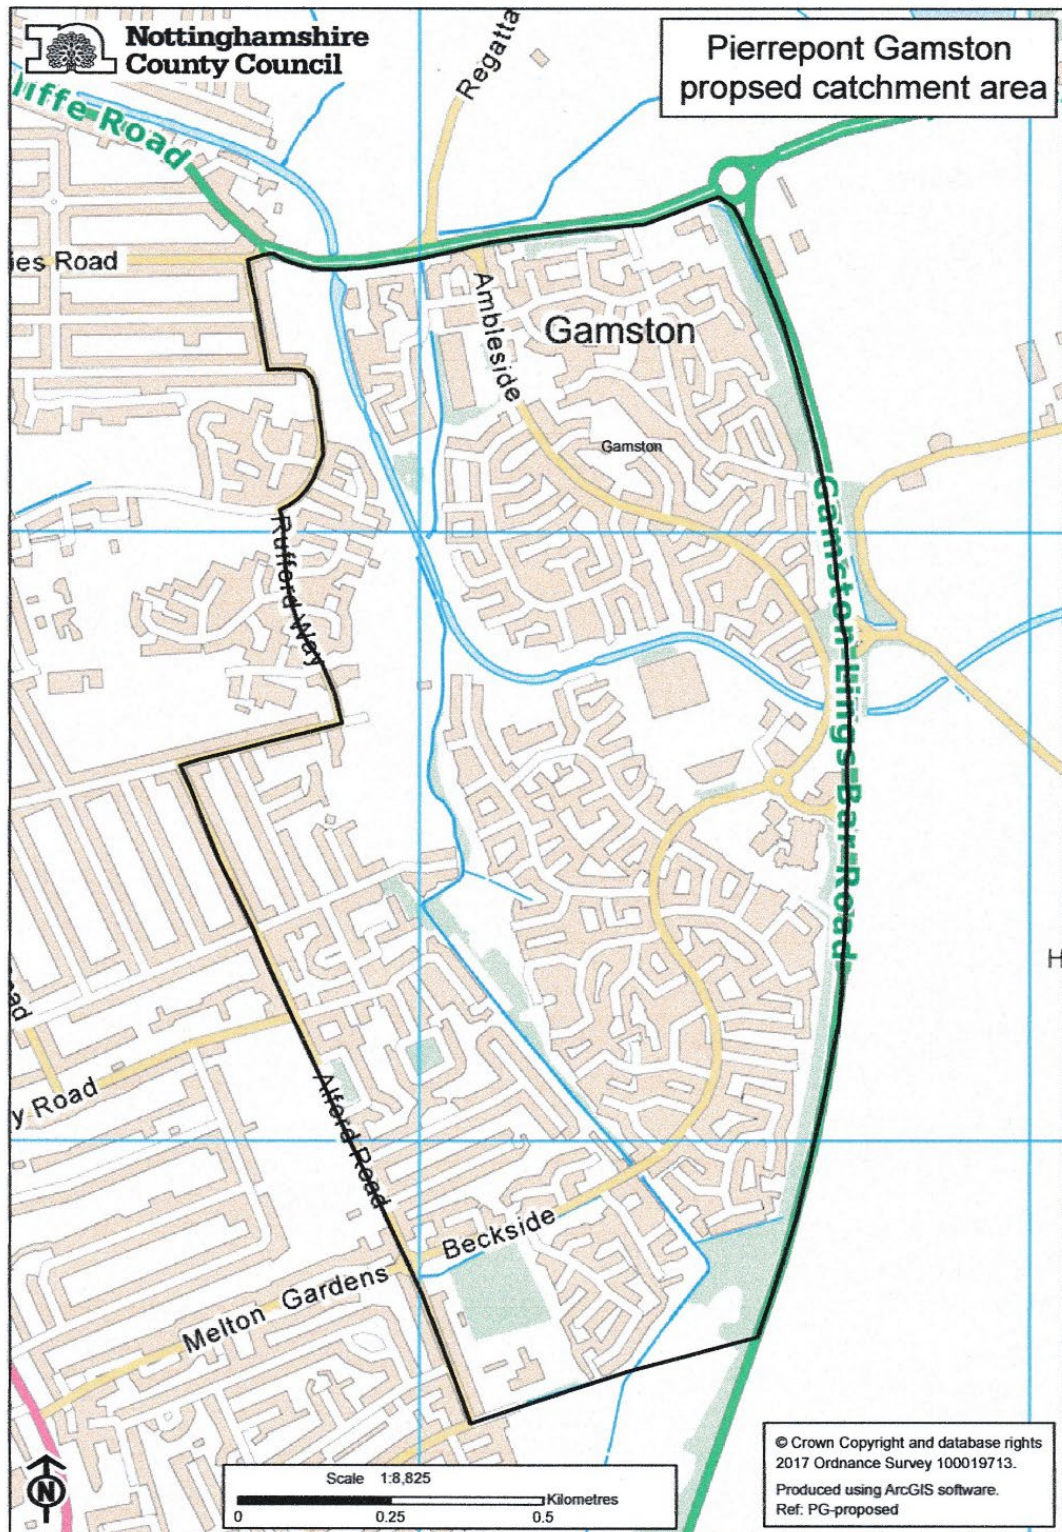 Nottinghamshire
County Council
Pierrepont Gamston
propsed catchment area
Regatta
liffe Road
ies Road
Ambleside
Gamston
Gamston
Gamston Lings Bar Road
Rufford Way
H
ad
y Road
Alford Road
Beckside
Melton Gardens
N
Scale 1:8,825
Kilometres
0 0.25 0.5
© Crown Copyright and database rights
2017 Ordnance Survey 100019713.
Produced using ArcGIS software.
Ref: PG-proposed